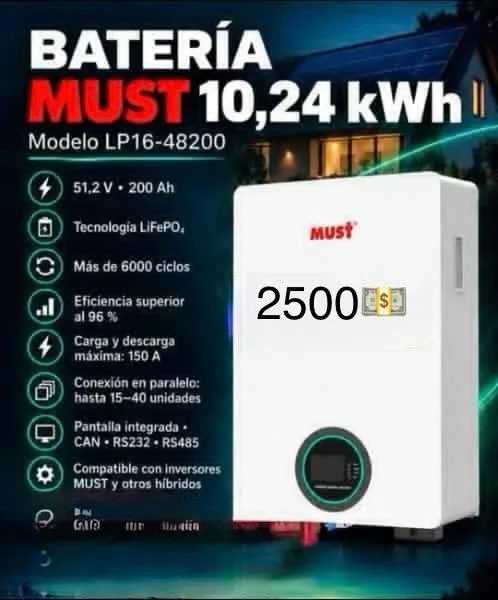 BATERÍA
MUST 10,24 kWh
Modelo LP16-48200
51,2 V • 200 Ah
Tecnología LiFePO₄
Más de 6000 ciclos
Eficiencia superior
al 96 %
Carga y descarga
máxima: 150 A
Conexión en paralelo:
hasta 15–40 unidades
Pantalla integrada •
CAN • RS232 • RS485
Compatible con inversores
MUST y otros híbridos
MUST
2500💵